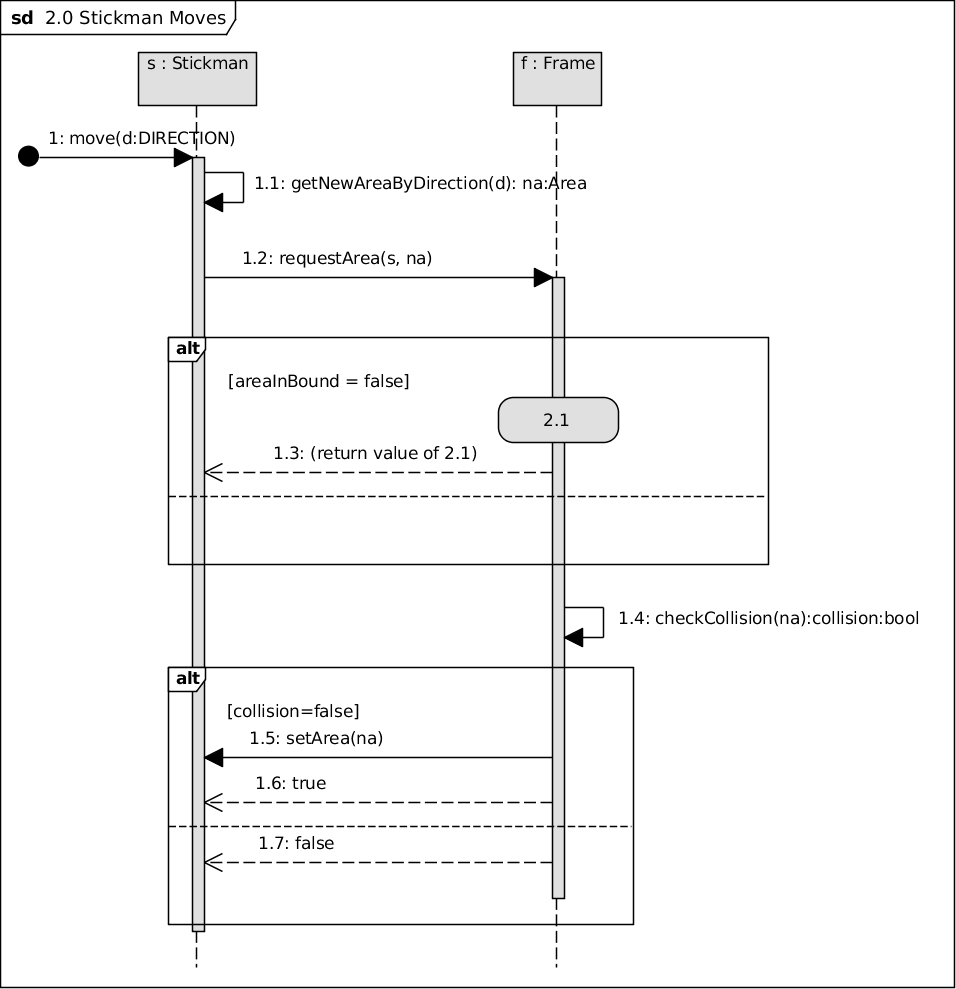 sd 2.0 Stickman Moves
s : Stickman
f : Frame
1: move(d:DIRECTION)
1.1: getNewAreaByDirection(d): na:Area
1.2: requestArea(s, na)
alt
[areaInBound = false]
2.1
1.3: (return value of 2.1)
1.4: checkCollision(na):collision:bool
alt
[collision=false]
1.5: setArea(na)
1.6: true
1.7: false